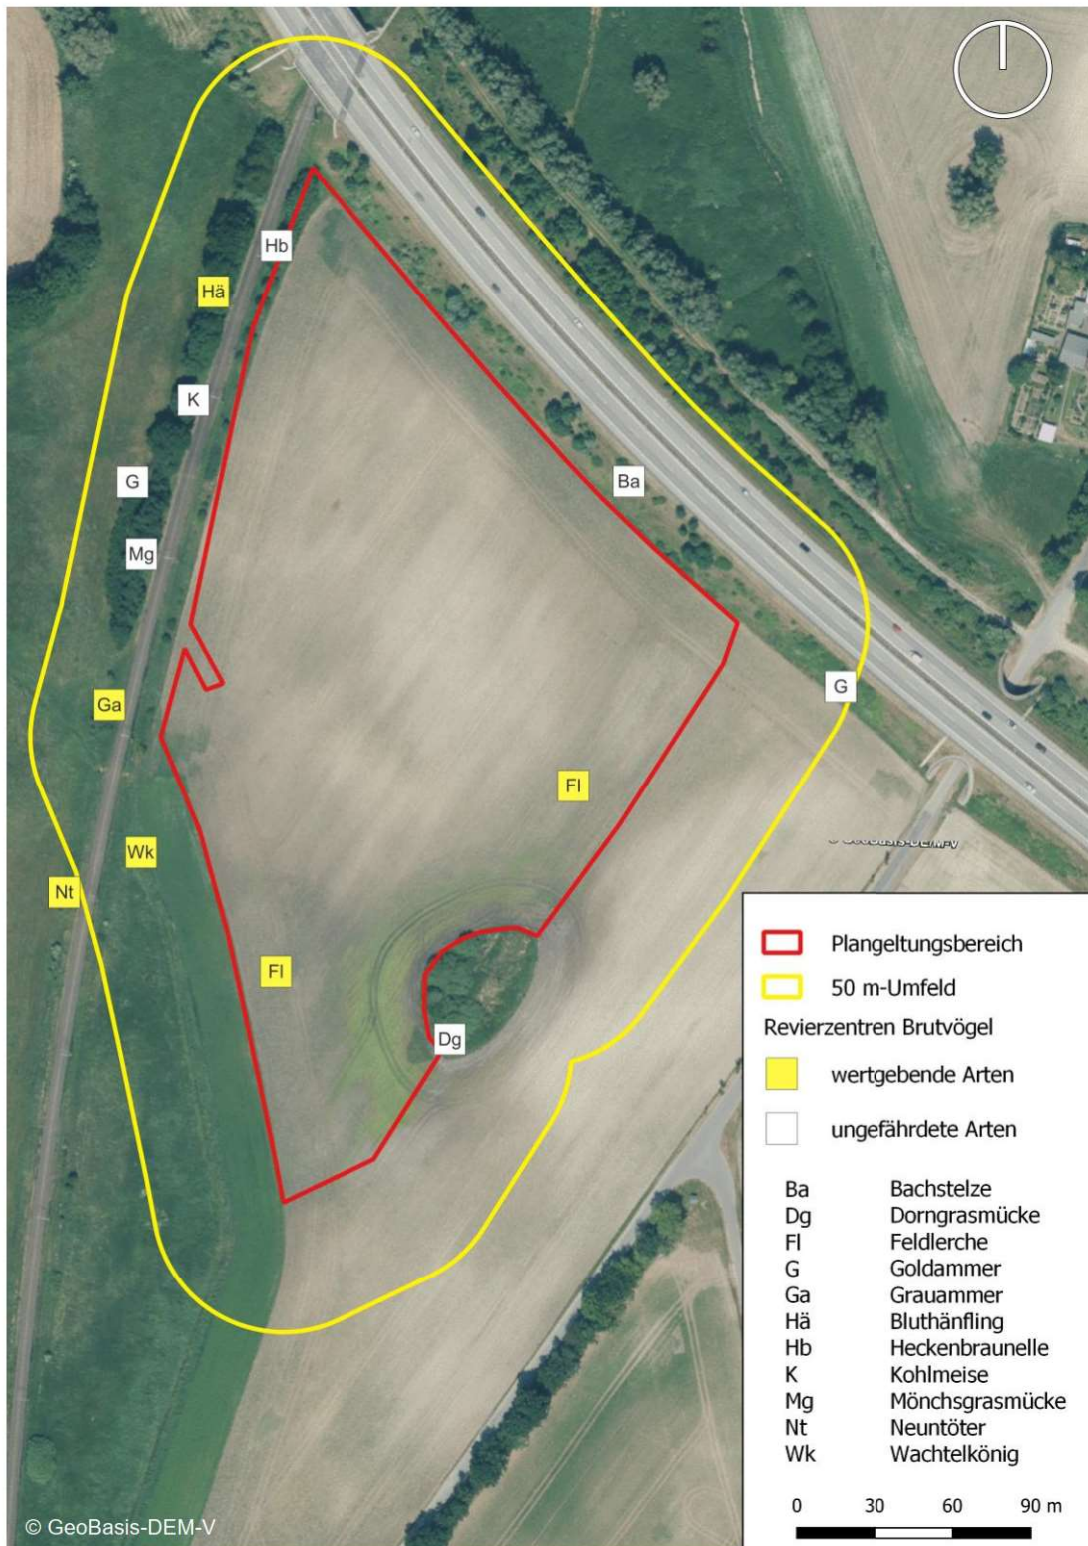 Hb
Hä
K
G
Mg
Ba
Ga
G
Fl
Wk
Nt
Fl
Dg
Plangeltungsbereich
50 m-Umfeld
Revierzentren Brutvögel
wertgebende Arten
ungefährdete Arten
Ba Bachstelze
Dg Dorngrasmücke
Fl Feldlerche
G Goldammer
Ga Grauammer
Hä Bluthänfling
Hb Heckenbraunelle
K Kohlmeise
Mg Mönchsgrasmücke
Nt Neuntöter
Wk Wachtelkönig
0 30 60 90 m
© GeoBasis-DEM-V